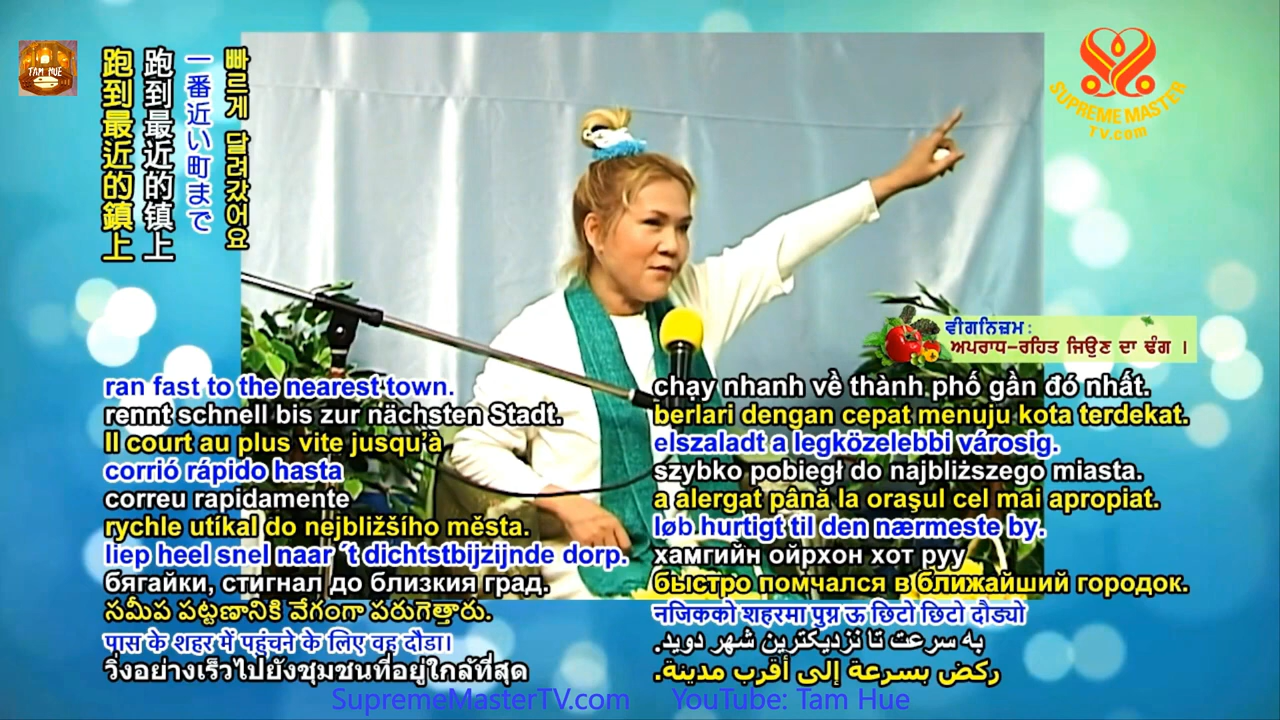 TAM HUE
跑到最近的鎮上
跑到最近的镇上
一番近い町まで
빠르게 달려갔어요
SUPREME MASTER
TV.com
ਵੀਗਨਿਜ਼ਮ:
ਅਪਰਾਧ-ਰਹਿਤ ਜਿਉਣ ਦਾ ਢੰਗ ।
ran fast to the nearest town.
rennt schnell bis zur nächsten Stadt.
Il court au plus vite jusqu'à
corrió rápido hasta
correu rapidamente
rychle utíkal do nejbližšího města.
liep heel snel naar ´t dichtstbijzijnde dorp.
бягайки, стигнал до близкия град.
సమీప పట్టణానికి వేగంగా పరుగెత్తారు.
पास के शहर में पहुंचने के लिए वह दौडा।
วิ่งอย่างเร็วไปยังชุมชนที่อยู่ใกล้ที่สุด
chạy nhanh về thành phố gần đó nhất.
berlari dengan cepat menuju kota terdekat.
elszaladt a legközelebbi városig.
szybko pobiegł do najbliższego miasta.
a alergat până la oraşul cel mai apropiat.
løb hurtigt til den nærmeste by.
хамгийн ойрхон хот руу
быстро помчался в ближайший городок.
नजिकको शहरमा पुग्न ऊ छिटो छिटो दौड्यो
به سرعت تا نزدیکترین شهر دوید.
ركض بسرعة إلى أقرب مدينة.
SupremeMasterTV.com
YouTube: Tam Hue